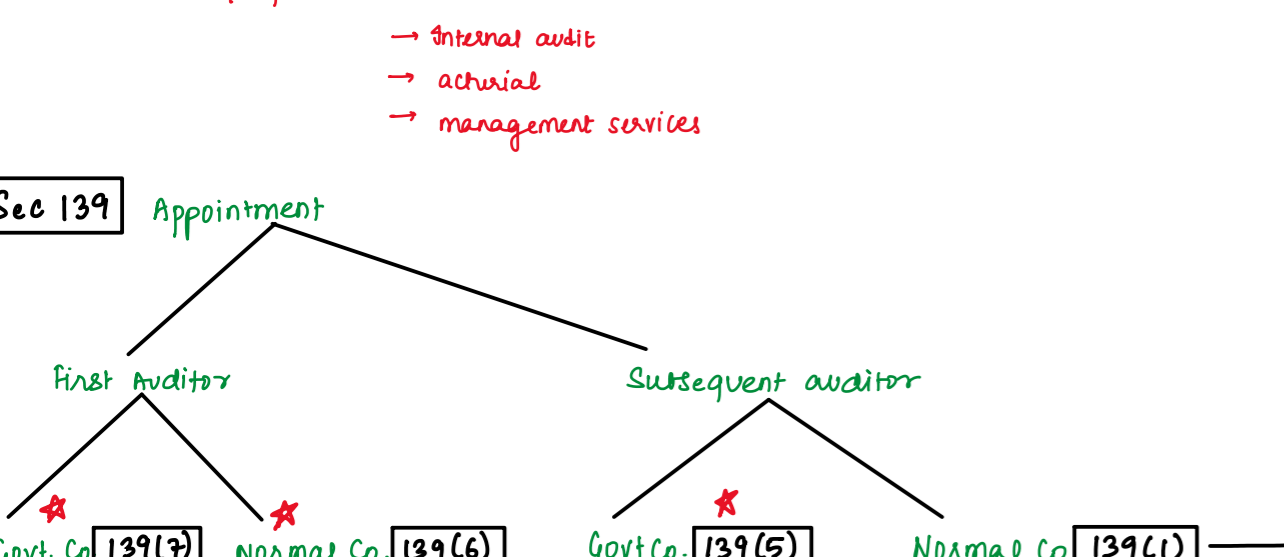 → Internal audit
→ acturial
→ management services
Sec 139 Appointment
First Auditor Subsequent auditor
Govt. Co 139(7) Normal Co. 139(6) Govt Co. 139(5) Normal Co 139(1)